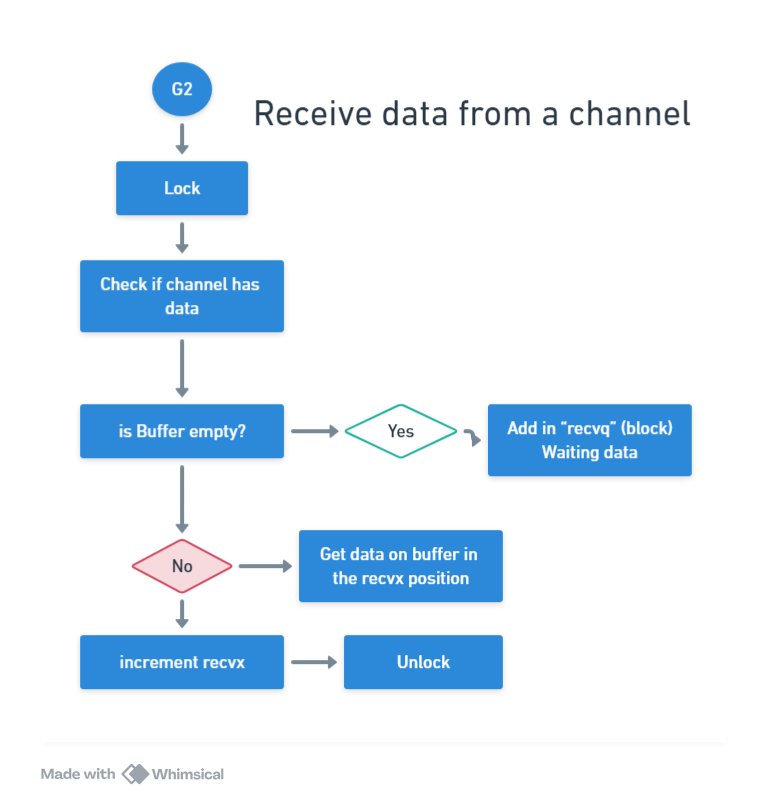 G2
Receive data from a channel
Lock
Check if channel has
data
is Buffer empty?
Yes
Add in “recvq” (block)
Waiting data
No
Get data on buffer in
the recvx position
increment recvx
Unlock
Made with Whimsical